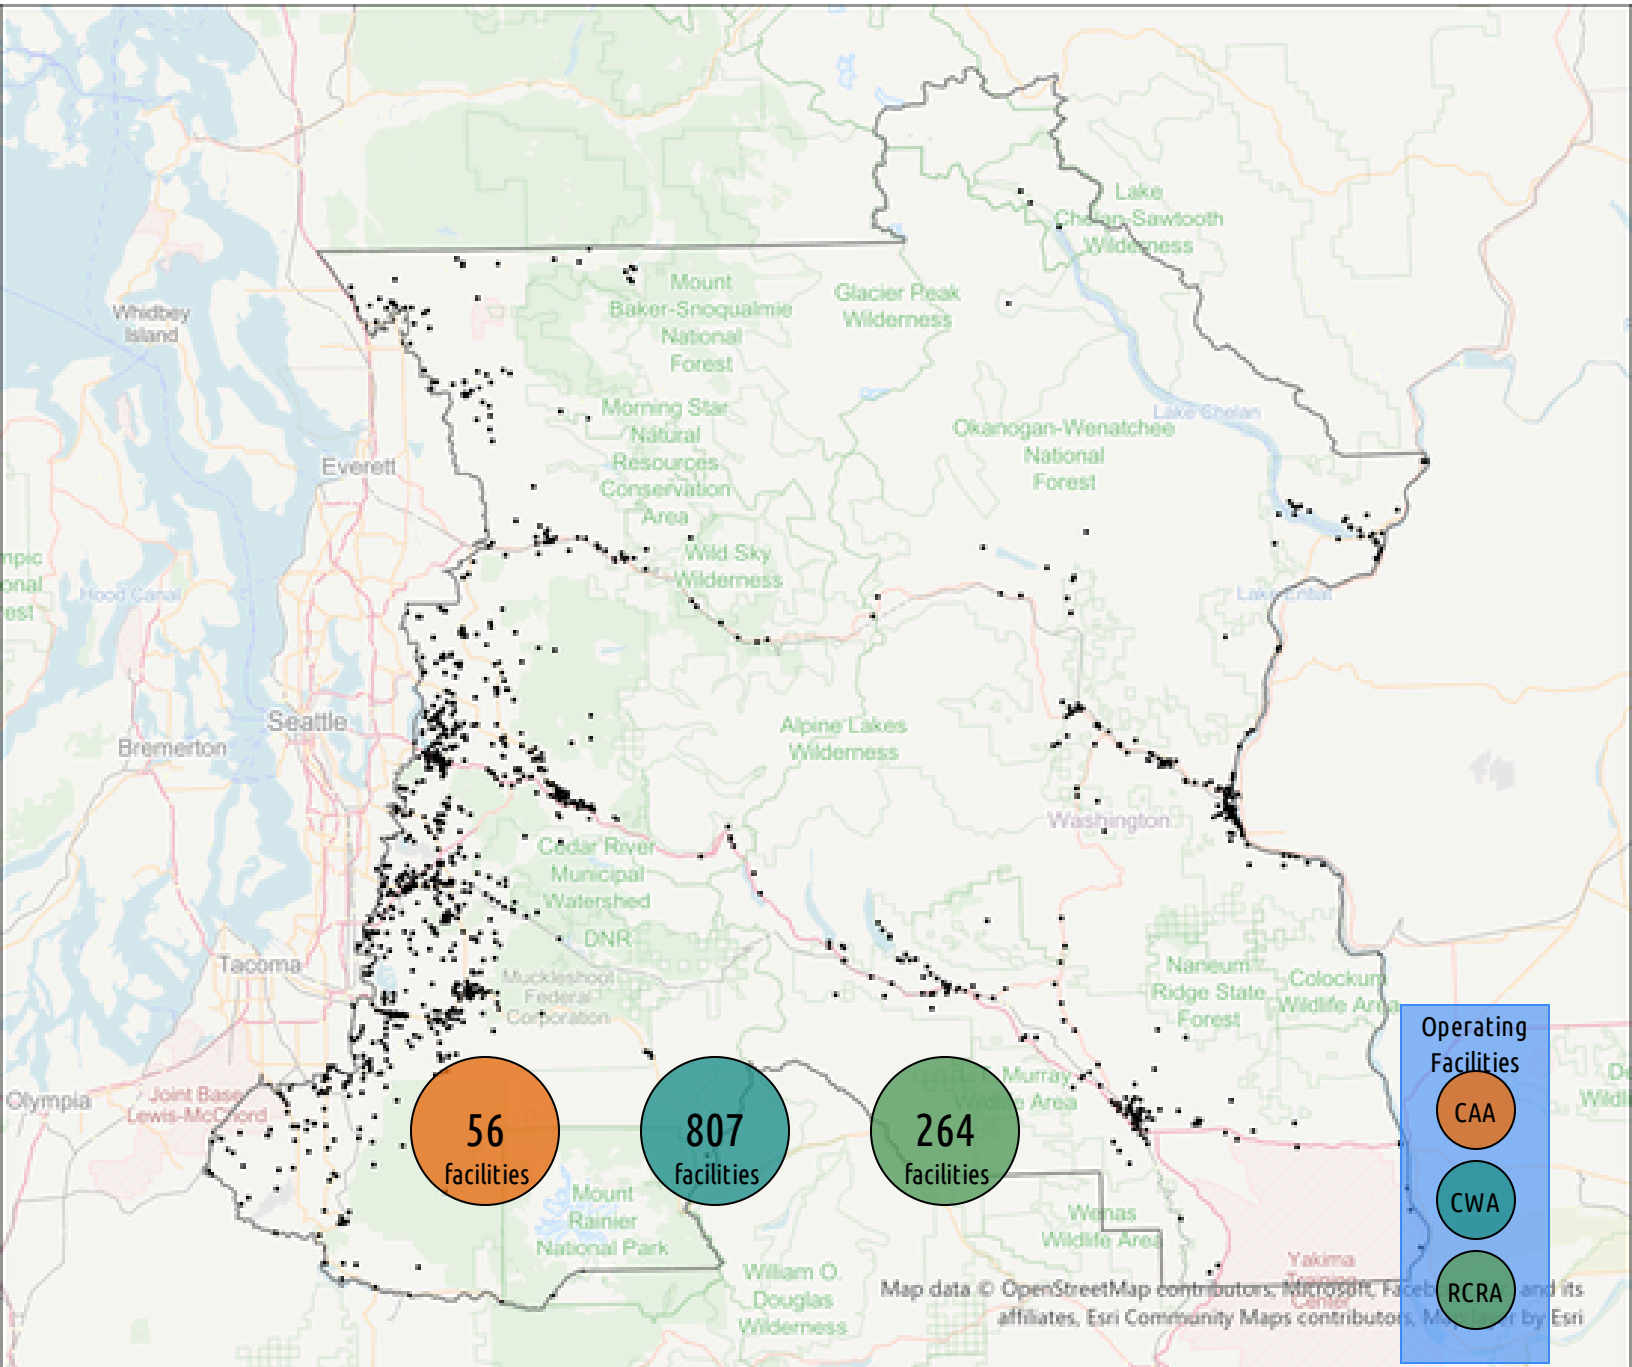 Lake
Chelan-Sawtooth
Wilderness
Mount
Baker-Snoqualmie
National
Forest
Glacier Peak
Wilderness
Whidbey
Island
Morning Star
Natural
Resources
Conservation
Area
Lake Chelan
Okanogan-Wenatchee
National
Forest
Everett
Wild Sky
Wilderness
Hood Canal
Lake Entiat
Seattle
Bremerton
Alpine Lakes
Wilderness
Washington
Cedar River
Municipal
Watershed
DNR
Tacoma
Muckleshoot
Federal
Corporation
Naneum
Ridge State
Forest
Colockum
Wildlife Area
Olympia
Joint Base
Lewis-McChord
L.T. Murray
Wildlife Area
56
facilities
807
facilities
264
facilities
Operating
Facilities
CAA
CWA
RCRA
Mount
Rainier
National Park
Wenas
Wildlife Area
Yakima
Training
Center
William O.
Douglas
Wilderness
Map data © OpenStreetMap contributors, Microsoft, and its
affiliates, Esri Community Maps contributors, Map layer by Esri